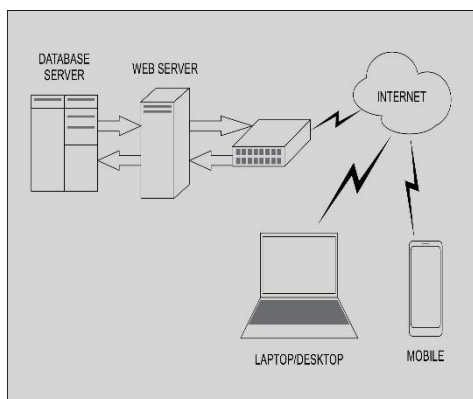 DATABASE
SERVER
WEB SERVER
INTERNET
LAPTOP/DESKTOP
MOBILE